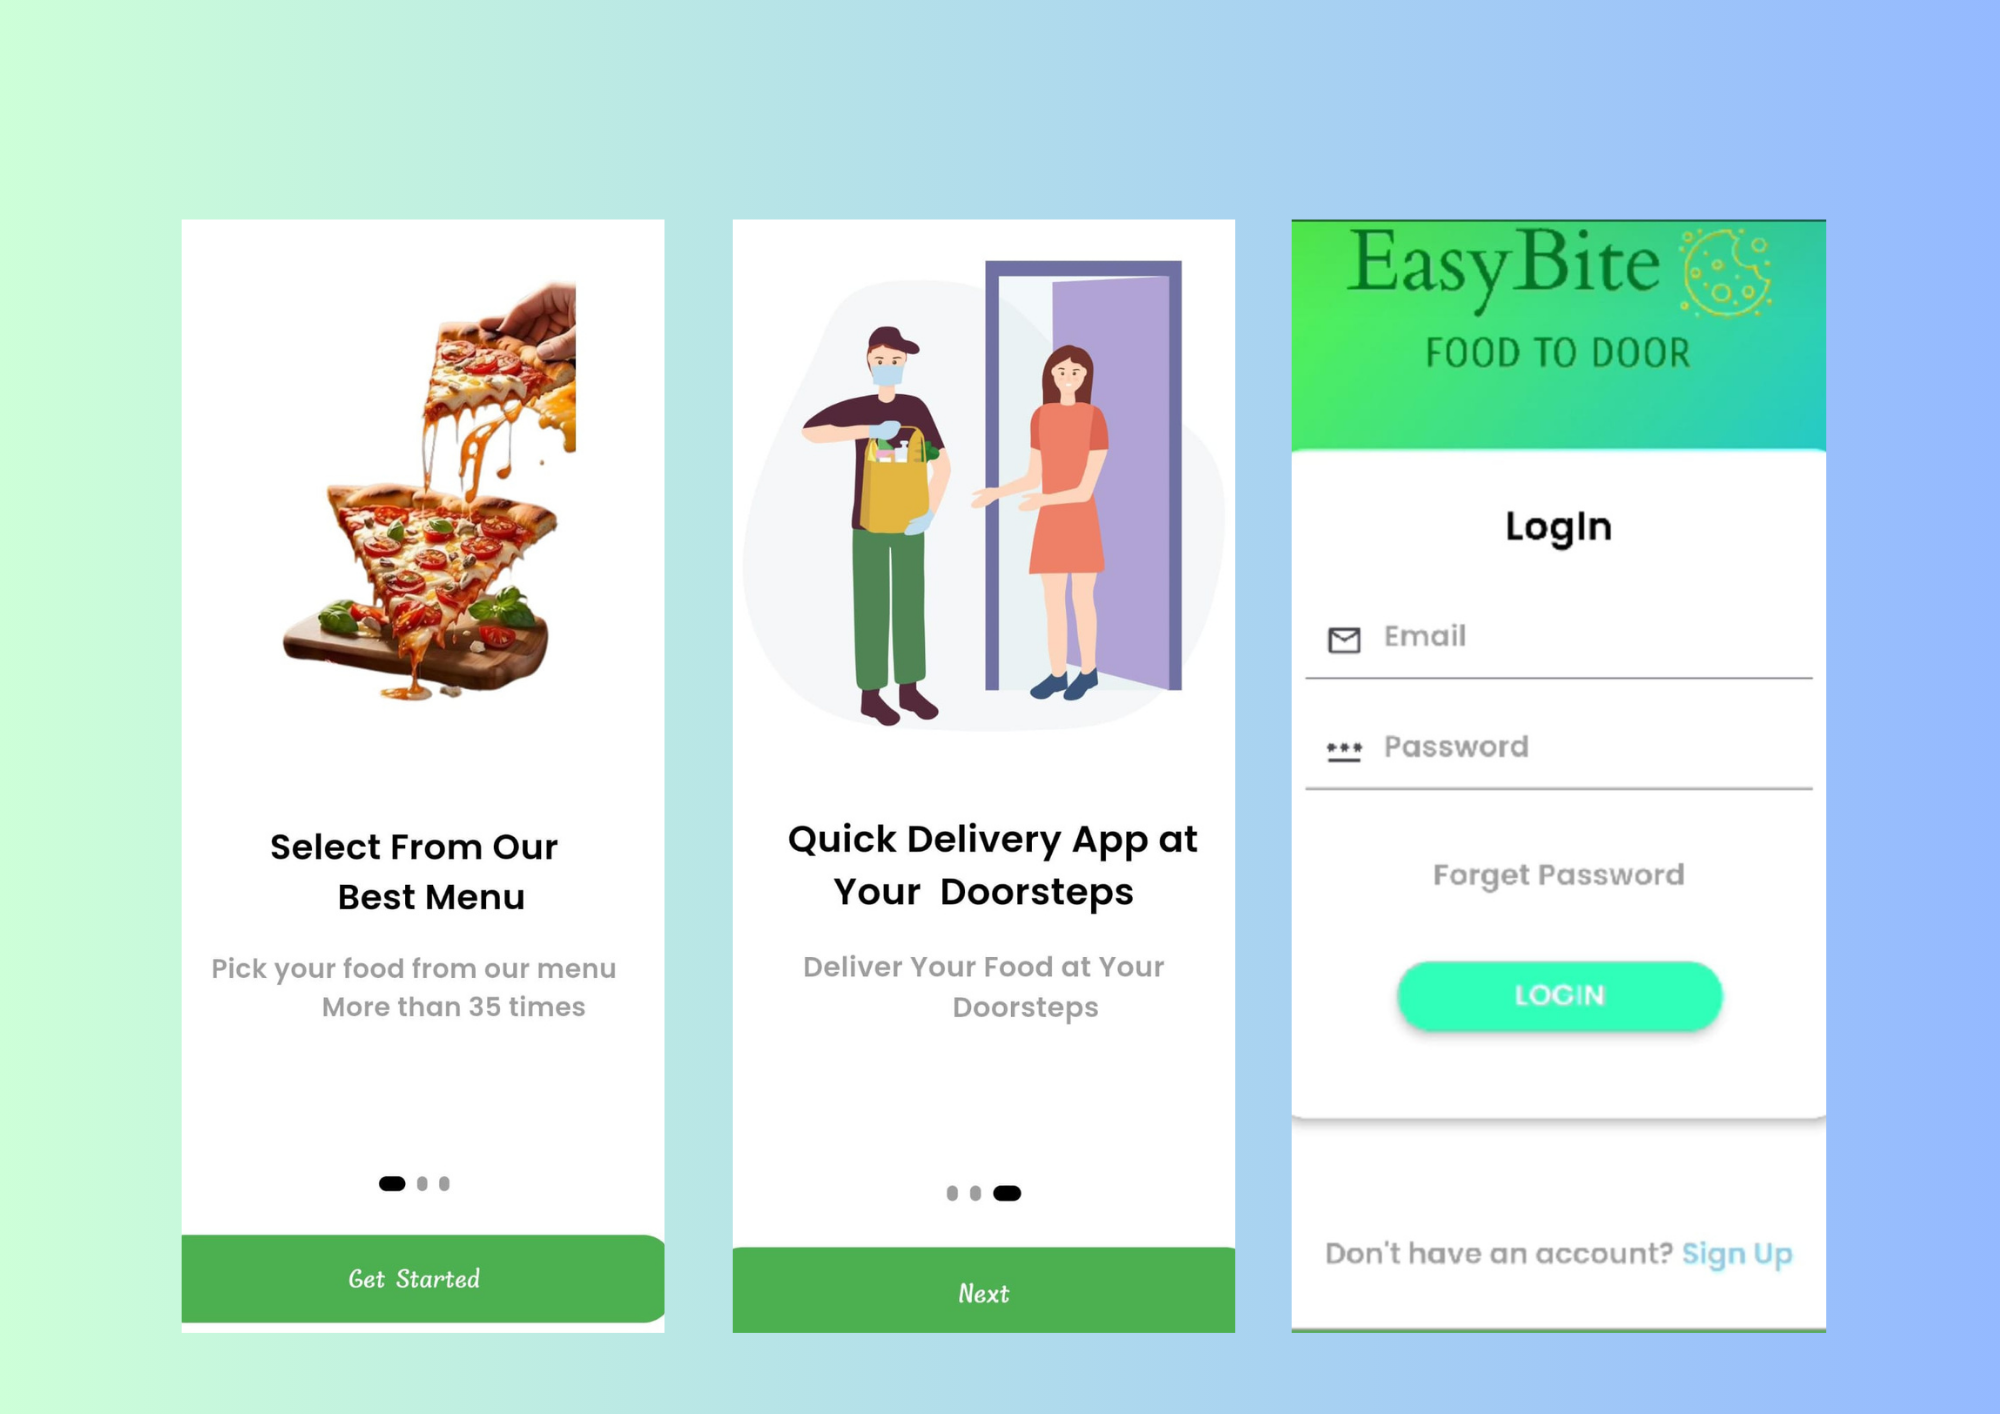 Select From Our
Best Menu
Pick your food from our menu
More than 35 times
Get Started
Quick Delivery App at
Your Doorsteps
Deliver Your Food at Your
Doorsteps
Next
EasyBite
FOOD TO DOOR
LogIn
Email
*** Password
Forget Password
LOGIN
Don't have an account? Sign Up